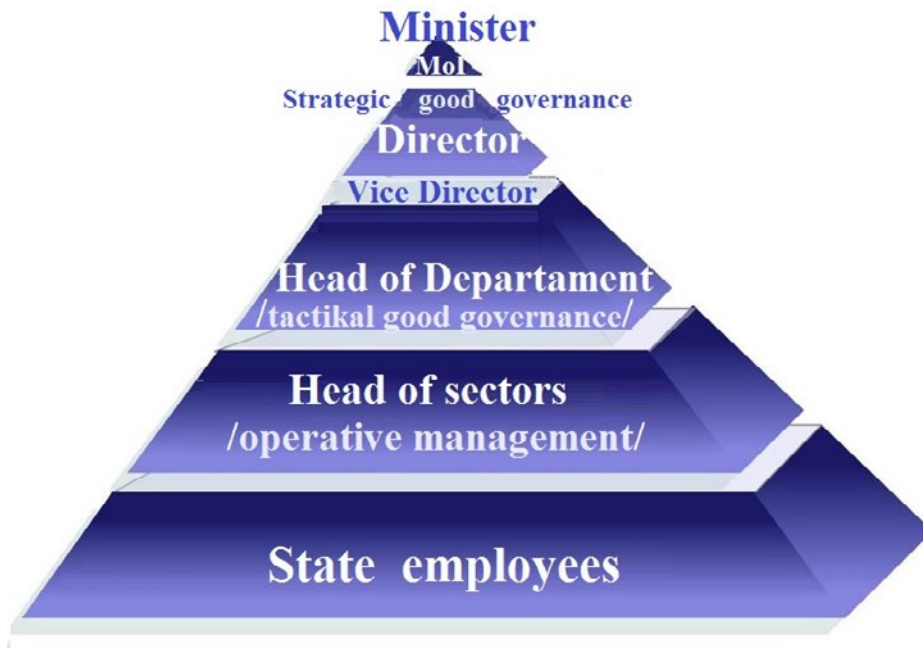 Minister
MoI
Strategic good governance
Director
Vice Director
Head of Departament
/tactikal good governance/
Head of sectors
/operative management/
State employees